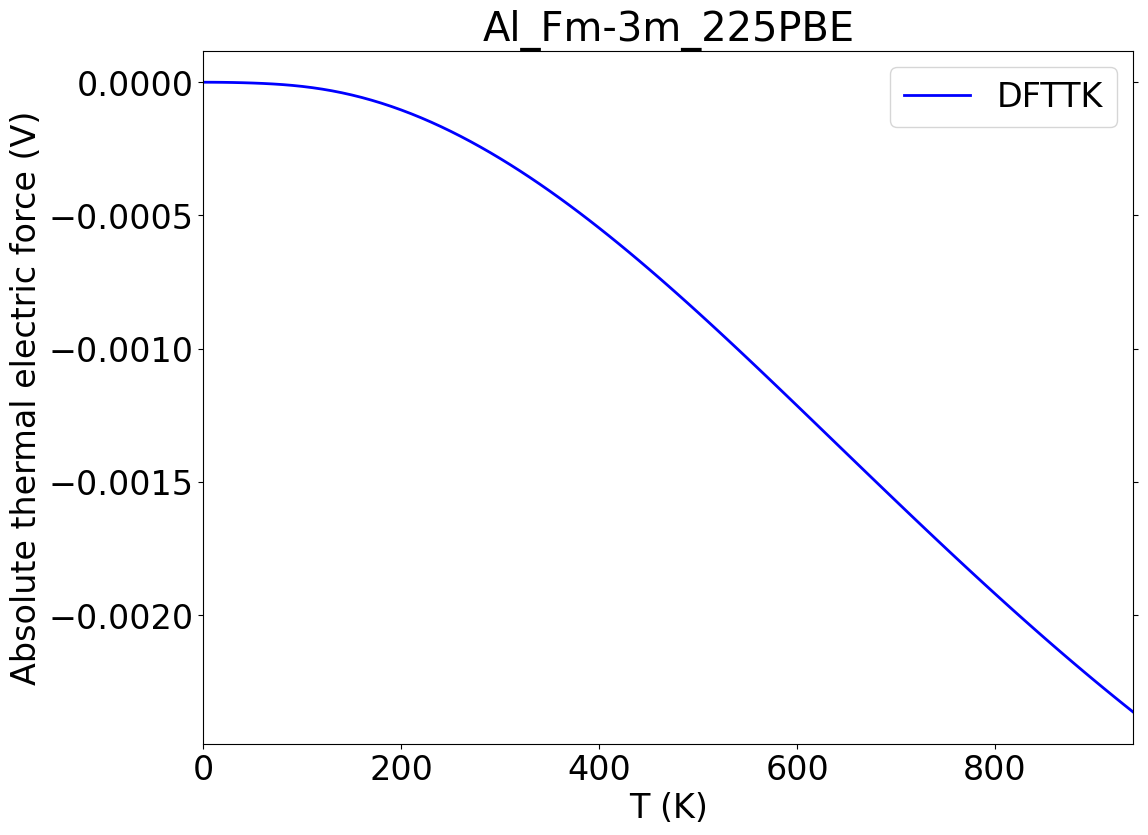 Al_Fm-3m_225PBE
DFTTK
Absolute thermal electric force (V)
0.0000
−0.0005
−0.0010
−0.0015
−0.0020
0 200 400 600 800
T (K)